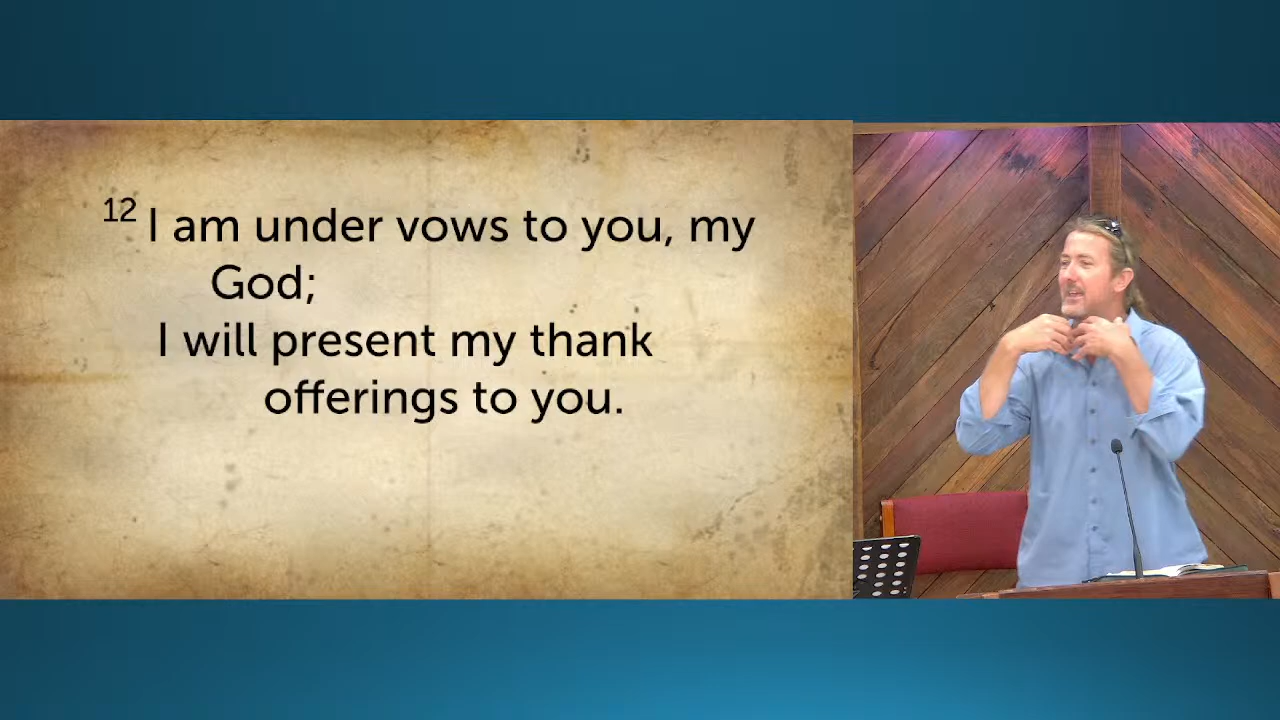 12 I am under vows to you, my
God;
I will present my thank
offerings to you.